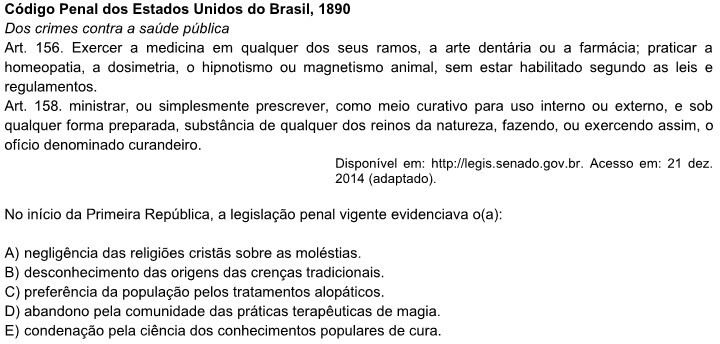 Código Penal dos Estados Unidos do Brasil, 1890
Dos crimes contra a saúde pública
Art. 156. Exercer a medicina em qualquer dos seus ramos, a arte dentária ou a farmácia; praticar a
homeopatia, a dosimetria, o hipnotismo ou magnetismo animal, sem estar habilitado segundo as leis e
regulamentos.
Art. 158. ministrar, ou simplesmente prescrever, como meio curativo para uso interno ou externo, e sob
qualquer forma preparada, substância de qualquer dos reinos da natureza, fazendo, ou exercendo assim, o
ofício denominado curandeiro.
Disponível em: http://legis.senado.gov.br. Acesso em: 21 dez.
2014 (adaptado).
No início da Primeira República, a legislação penal vigente evidenciava o(a):
A) negligência das religiões cristãs sobre as moléstias.
B) desconhecimento das origens das crenças tradicionais.
C) preferência da população pelos tratamentos alopáticos.
D) abandono pela comunidade das práticas terapêuticas de magia.
E) condenação pela ciência dos conhecimentos populares de cura.